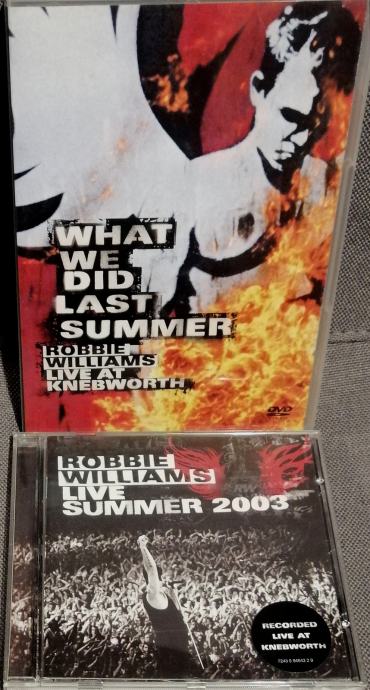 WHAT
WE
DID
LAST
SUMMER
ROBBIE
WILLIAMS
LIVE AT
KNEBWORTH
DVD
ROBBIE
WILLIAMS
LIVE
SUMMER 2003
RECORDED
LIVE AT
KNEBWORTH